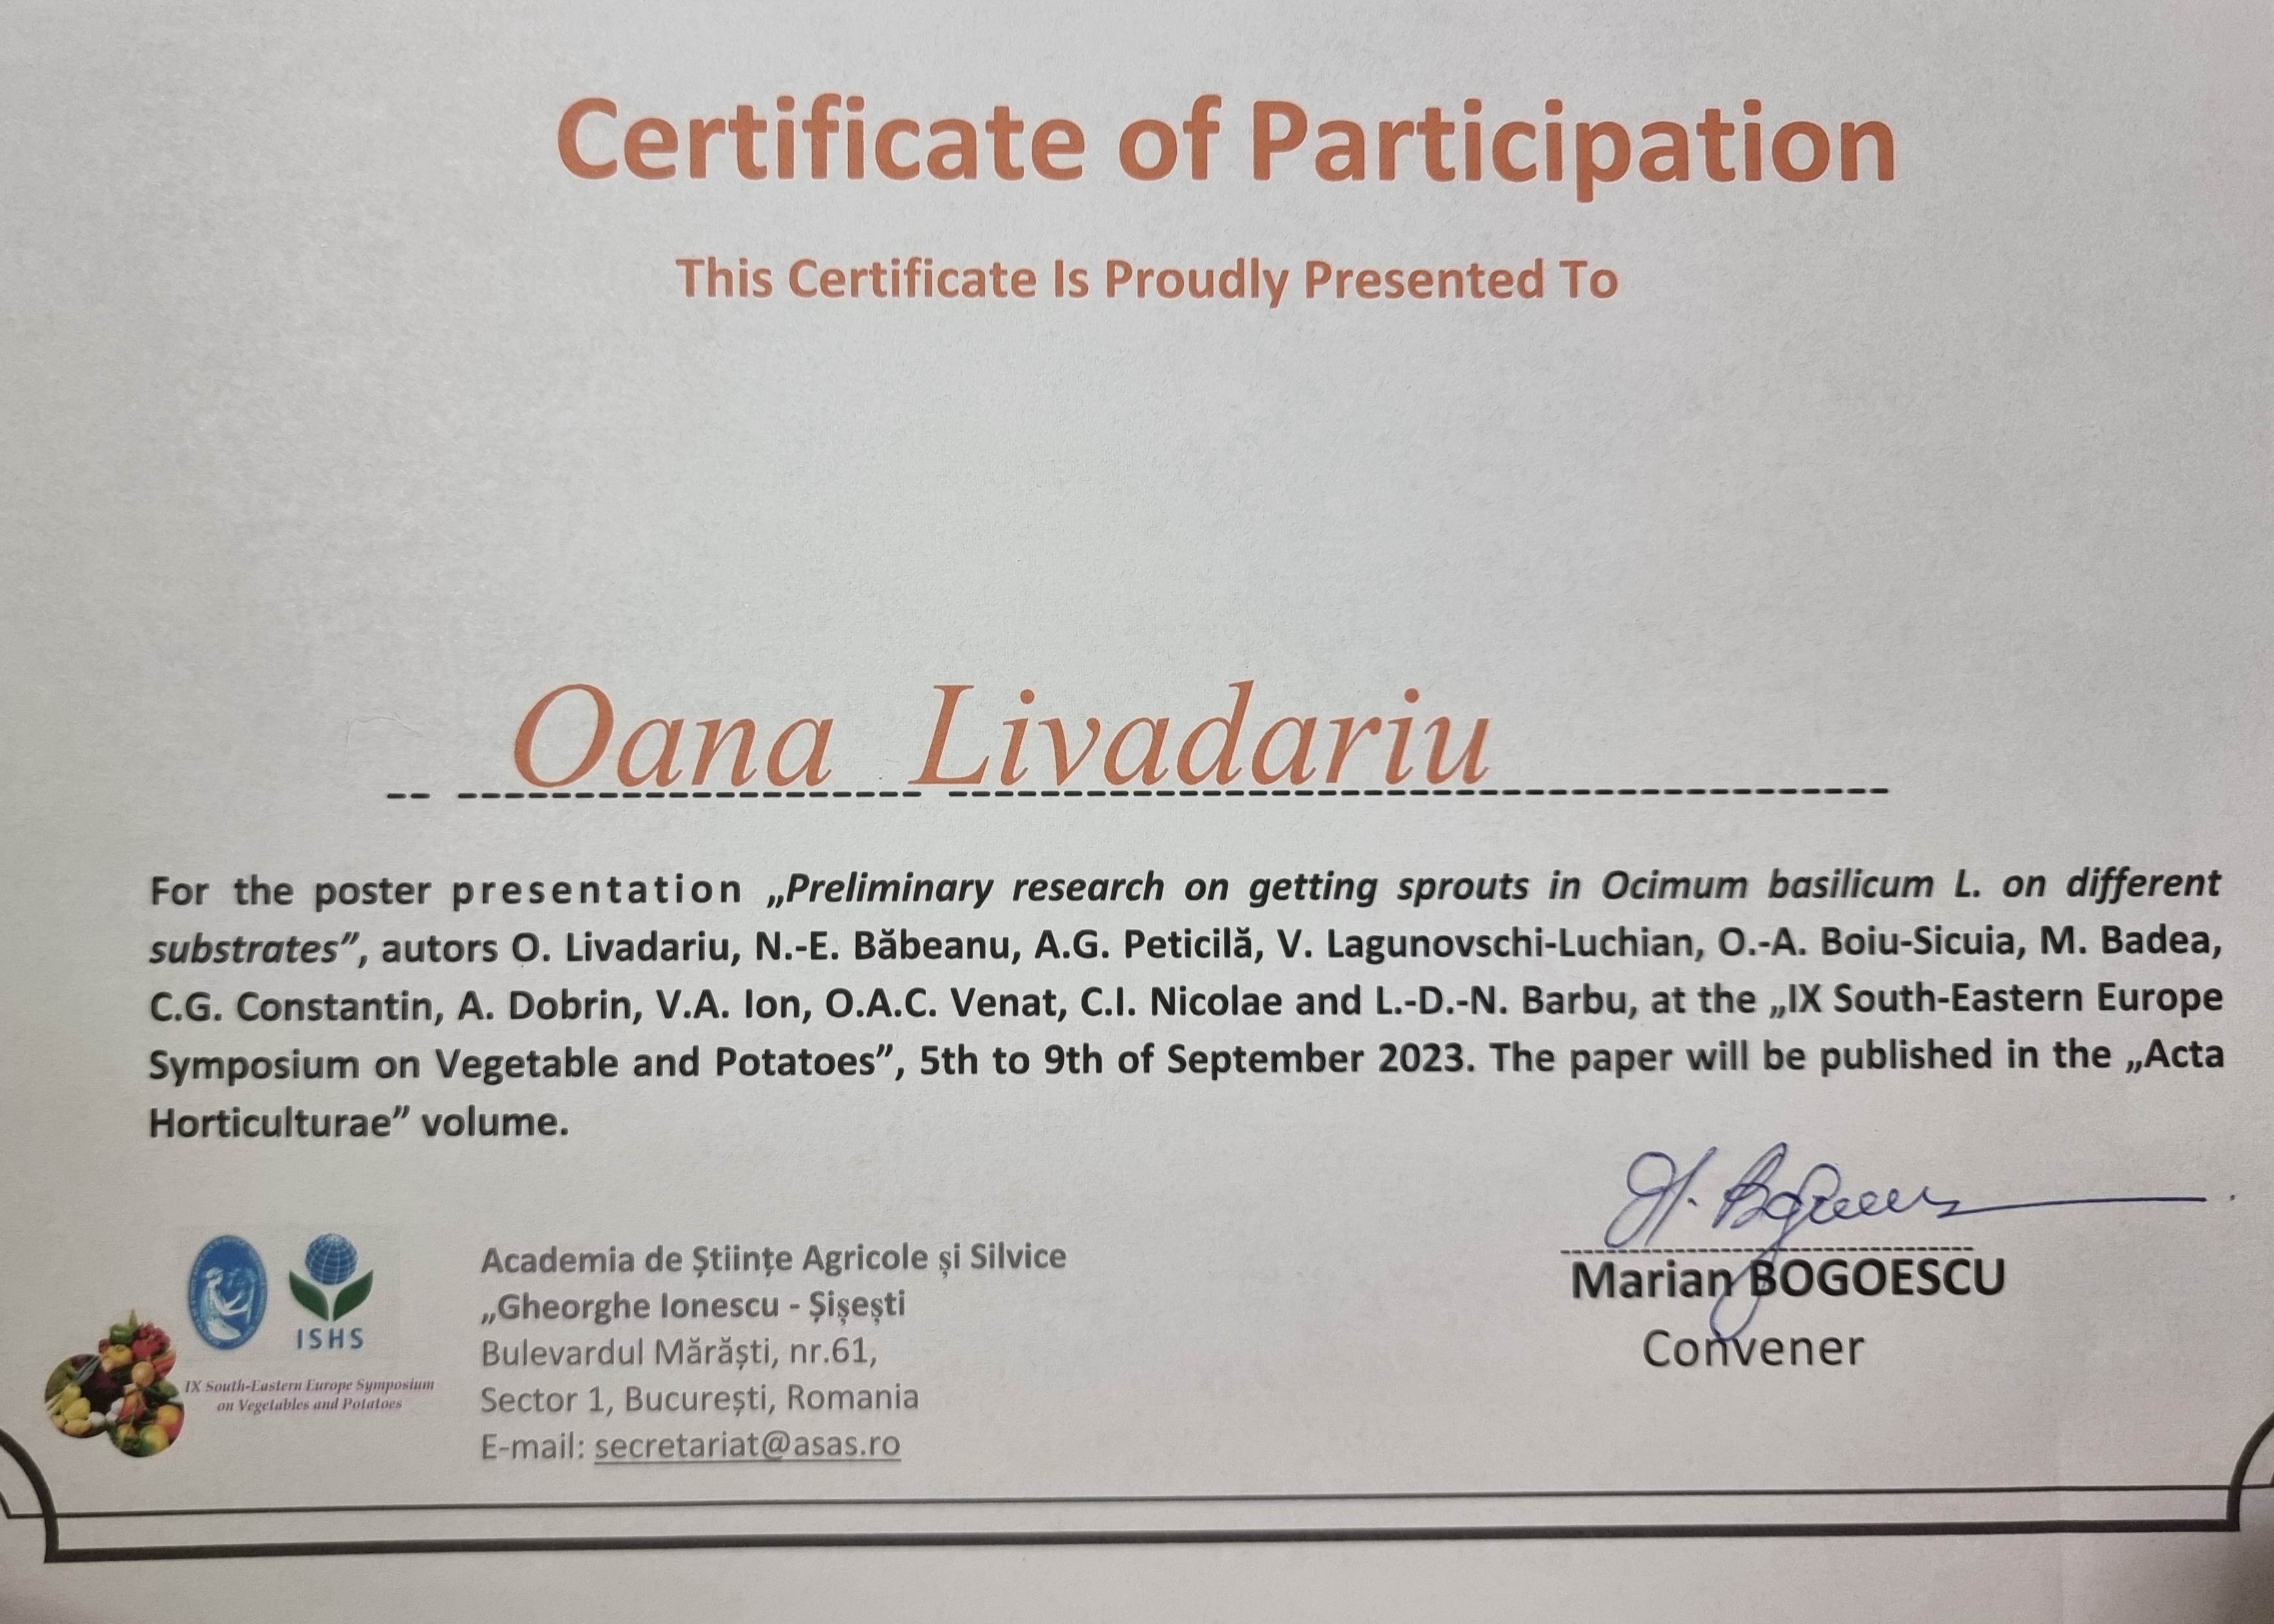 Certificate of Participation
This Certificate Is Proudly Presented To
Oana Livadariu
For the poster presentation „Preliminary research on getting sprouts in Ocimum basilicum L. on different
substrates”, autors O. Livadariu, N.-E. Băbeanu, A.G. Peticilă, V. Lagunovschi-Luchian, O.-A. Boiu-Sicuia, M. Badea,
C.G. Constantin, A. Dobrin, V.A. Ion, O.A.C. Venat, C.I. Nicolae and L.-D.-N. Barbu, at the „IX South-Eastern Europe
Symposium on Vegetable and Potatoes”, 5th to 9th of September 2023. The paper will be published in the „Acta
Horticulturae” volume.
ISHS
IX South-Eastern Europe Symposium
on Vegetables and Potatoes
Academia de Științe Agricole și Silvice
„Gheorghe Ionescu - Șișești
Bulevardul Mărăști, nr.61,
Sector 1, București, Romania
E-mail: secretariat@asas.ro
Marian BOGOESCU
Convener